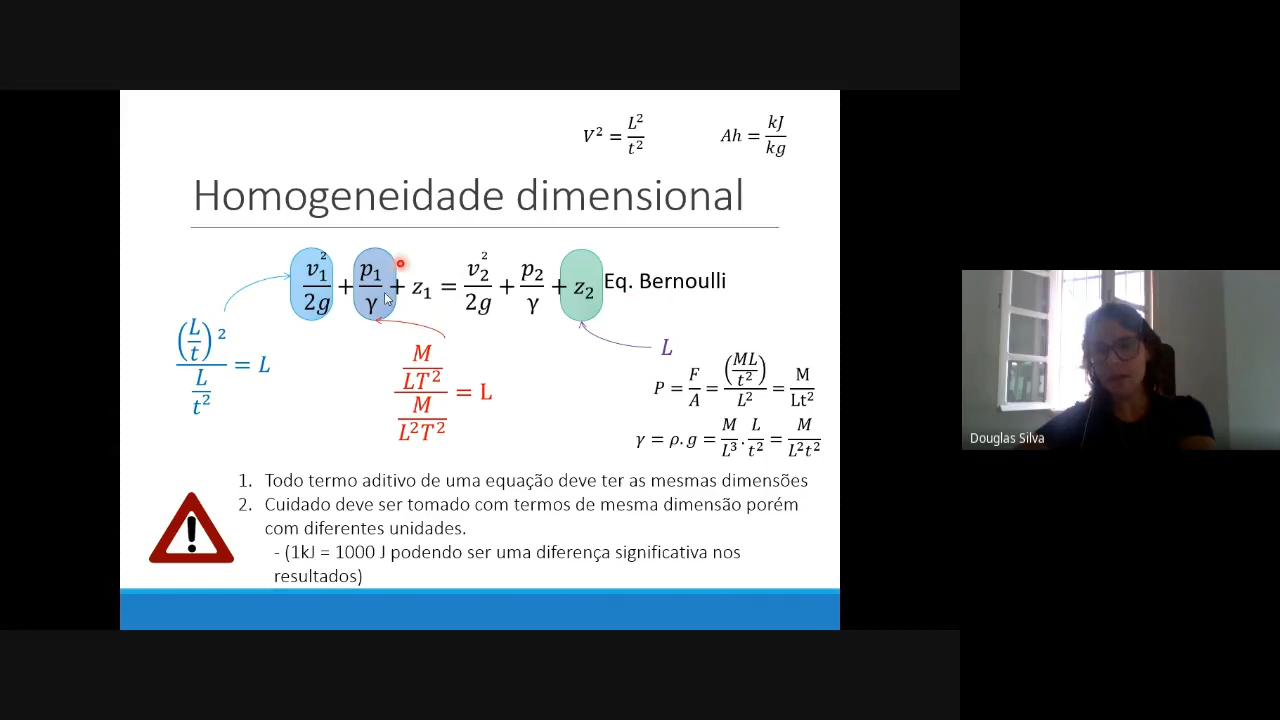 V² = L²/t²    Ah = kJ/kg
Homogeneidade dimensional
v₁²/2g + p₁/γ + z₁ = v₂²/2g + p₂/γ + z₂ Eq. Bernoulli
(L/t)²/(L/t²) = L
(M/LT²)/(M/L²T²) = L
L
P = F/A = (ML/t²)/L² = M/Lt²
γ = ρ.g = M/L³ . L/t² = M/L²t²
1. Todo termo aditivo de uma equação deve ter as mesmas dimensões
2. Cuidado deve ser tomado com termos de mesma dimensão porém
com diferentes unidades.
- (1kJ = 1000 J podendo ser uma diferença significativa nos
resultados)
!
Douglas Silva